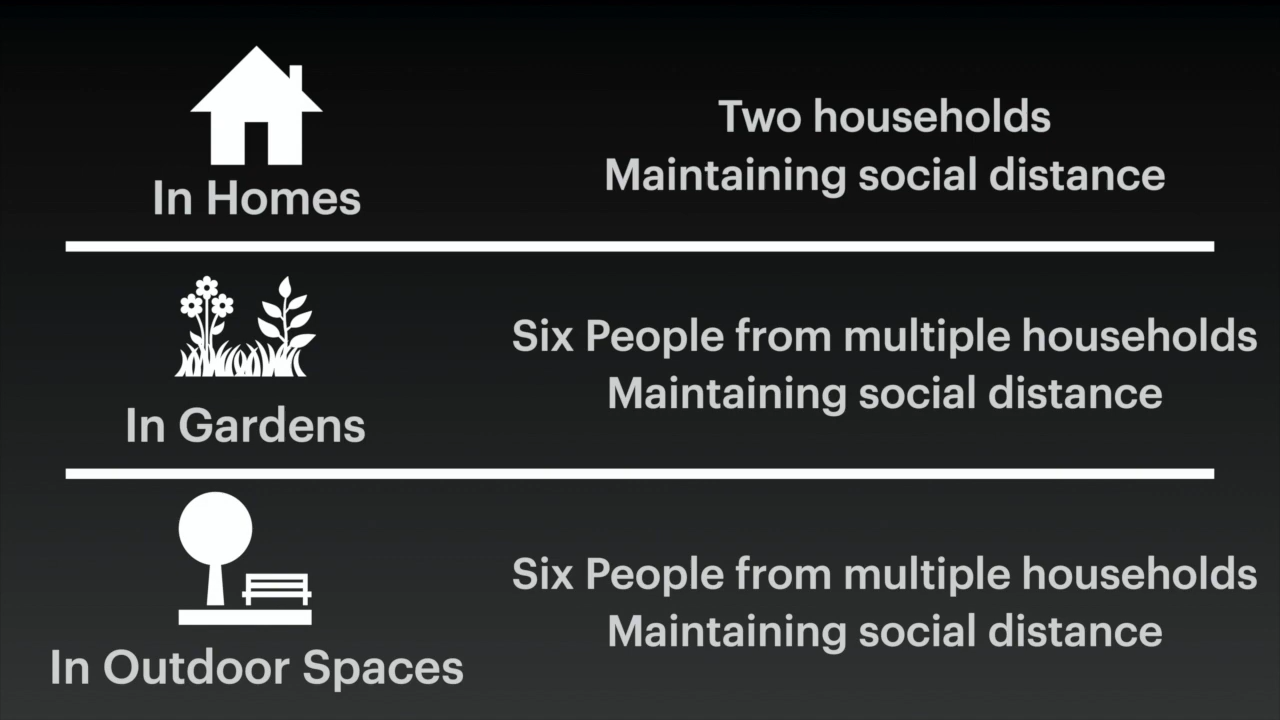 Two households
Maintaining social distance
In Homes
Six People from multiple households
Maintaining social distance
In Gardens
Six People from multiple households
Maintaining social distance
In Outdoor Spaces